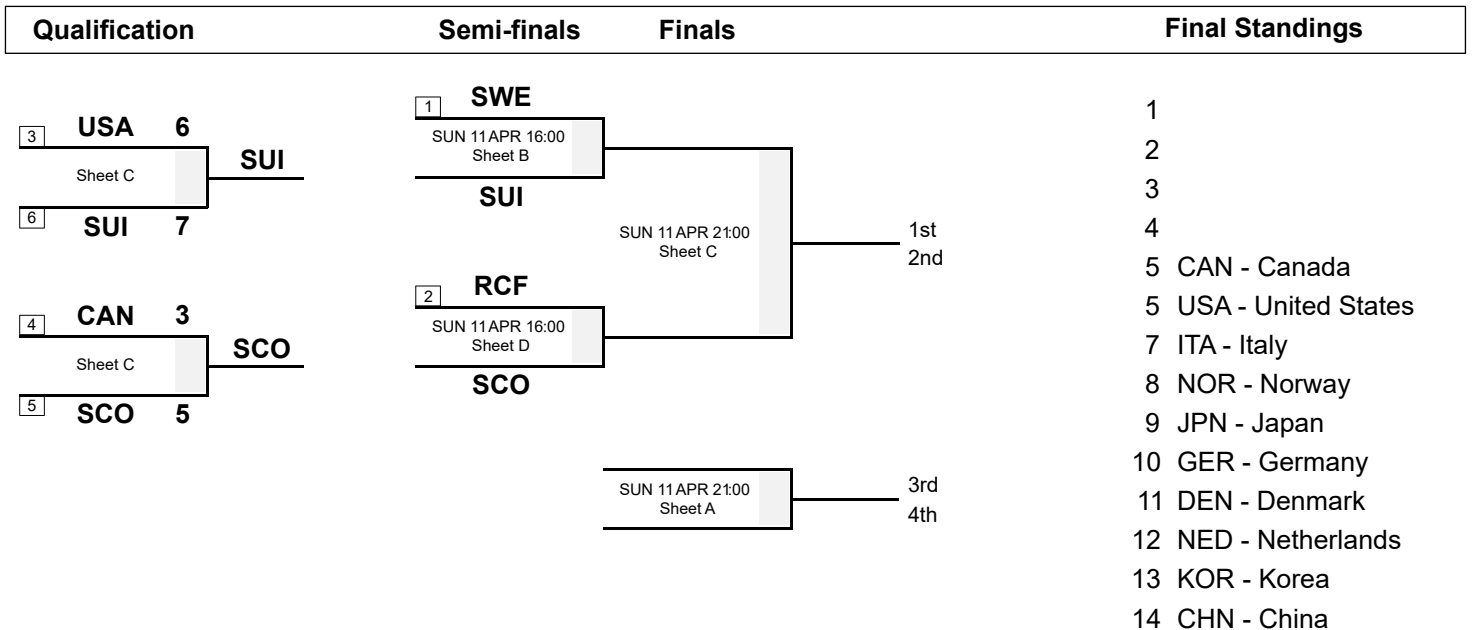 Qualification Semi-finals Finals Final Standings
3 USA 6
Sheet C
SUI
6 SUI 7
4 CAN 3
Sheet C
SCO
5 SCO 5
1 SWE
SUN 11 APR 16:00
Sheet B
SUI
2 RCF
SUN 11 APR 16:00
Sheet D
SCO
SUN 11 APR 21:00
Sheet C
1st
2nd
SUN 11 APR 21:00
Sheet A
3rd
4th
1
2
3
4
5 CAN - Canada
5 USA - United States
7 ITA - Italy
8 NOR - Norway
9 JPN - Japan
10 GER - Germany
11 DEN - Denmark
12 NED - Netherlands
13 KOR - Korea
14 CHN - China